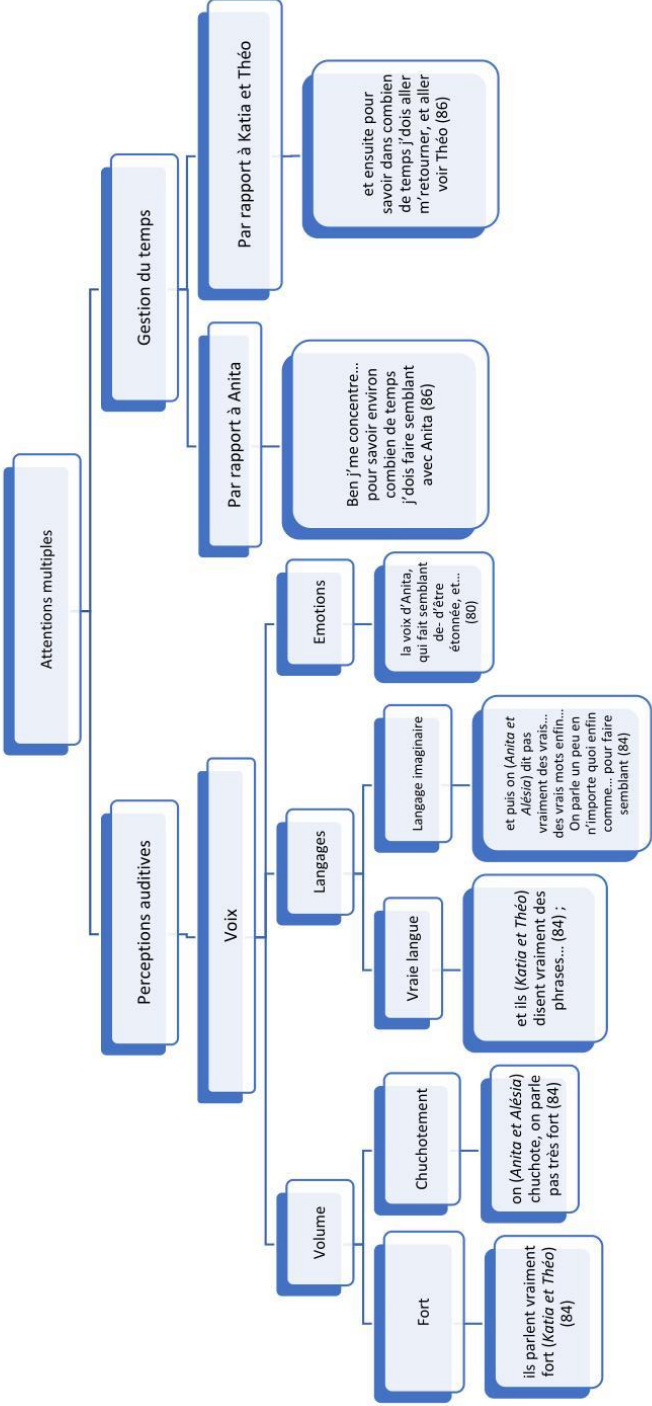 Attentions multiples
Perceptions auditives
Gestion du temps
Voix
Par rapport à Anita
Par rapport à Katia et Théo
Volume
Langages
Emotions
Ben j'me concentre…
pour savoir environ
combien de temps
j'dois faire semblant
avec Anita (86)
et ensuite pour
savoir dans combien
de temps j'dois aller
m'retourner, et aller
voir Théo (86)
Fort
Chuchotement
Vraie langue
Langage imaginaire
la voix d'Anita,
qui fait semblant
de- d'être
étonnée, et…
(80)
ils parlent vraiment
fort (Katia et Théo)
(84)
on (Anita et Alésia)
chuchote, on parle
pas très fort (84)
et ils (Katia et Théo)
disent vraiment des
phrases… (84) ;
et puis on (Anita et
Alésia) dit pas
vraiment des vrais…
des vrais mots enfin…
On parle un peu en
n'importe quoi enfin
comme… pour faire
semblant (84)